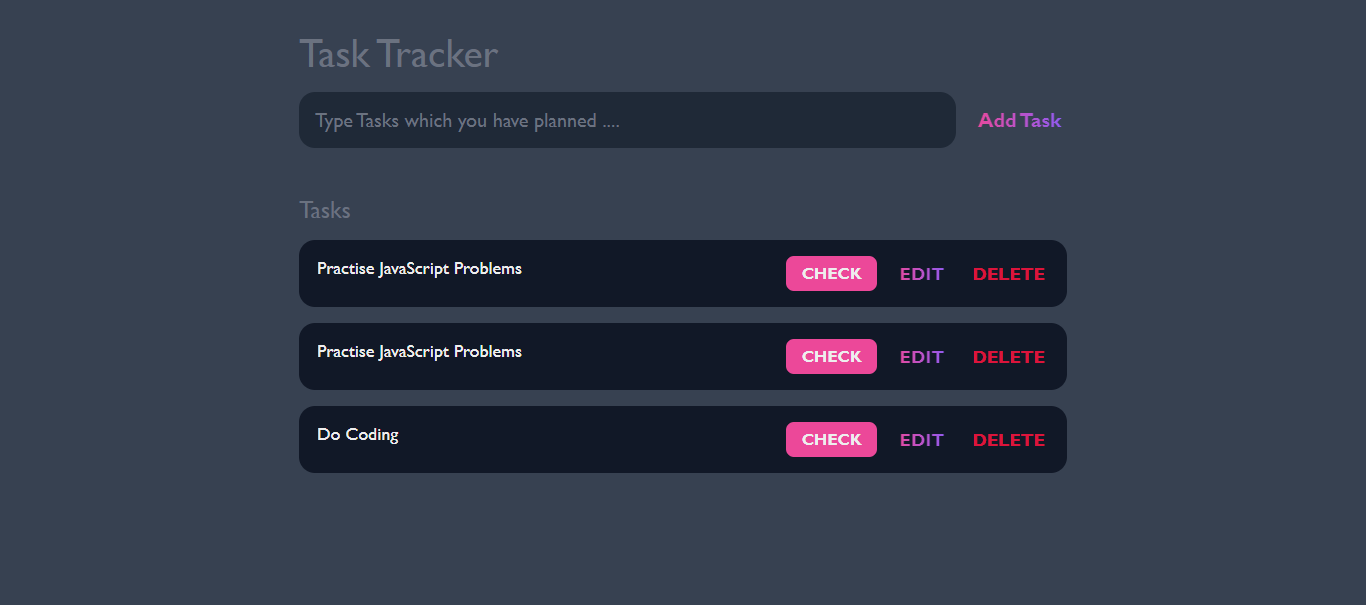 Task Tracker
Type Tasks which you have planned ....
Add Task
Tasks
Practise JavaScript Problems CHECK EDIT DELETE
Practise JavaScript Problems CHECK EDIT DELETE
Do Coding CHECK EDIT DELETE